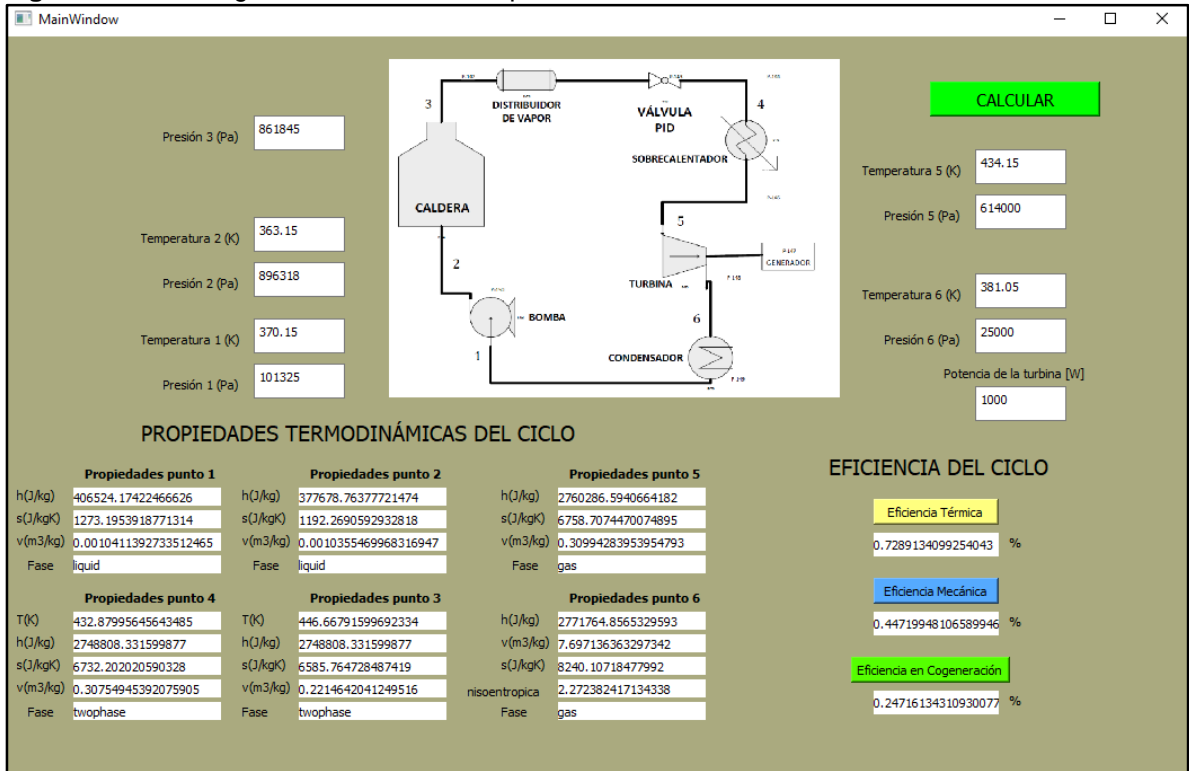 MainWindow
CALCULAR
Presión 3 (Pa) 861845
Temperatura 2 (K) 363.15
Presión 2 (Pa) 896318
Temperatura 1 (K) 370.15
Presión 1 (Pa) 101325
3
DISTRIBUIDOR
DE VAPOR
VÁLVULA
PID
4
SOBRECALENTADOR
CALDERA
5
2
GENERADOR
TURBINA
BOMBA
6
1
CONDENSADOR
Temperatura 5 (K) 434.15
Presión 5 (Pa) 614000
Temperatura 6 (K) 381.05
Presión 6 (Pa) 25000
Potencia de la turbina [W]
1000
PROPIEDADES TERMODINÁMICAS DEL CICLO
Propiedades punto 1
h(J/kg) 406524.17422466626
s(J/kgK) 1273.1953918771314
v(m3/kg) 0.0010411392733512465
Fase liquid
Propiedades punto 2
h(J/kg) 377678.76377721474
s(J/kgK) 1192.2690592932818
v(m3/kg) 0.0010355469968316947
Fase liquid
Propiedades punto 5
h(J/kg) 2760286.5940664182
s(J/kgK) 6758.7074470074895
v(m3/kg) 0.30994283953954793
Fase gas
Propiedades punto 4
T(K) 432.87995645643485
h(J/kg) 2748808.331599877
s(J/kgK) 6732.202020590328
v(m3/kg) 0.30754945392075905
Fase twophase
Propiedades punto 3
T(K) 446.66791599692334
h(J/kg) 2748808.331599877
s(J/kgK) 6585.764728487419
v(m3/kg) 0.2214642041249516
Fase twophase
Propiedades punto 6
h(J/kg) 2771764.8565329593
v(m3/kg) 7.697136363297342
s(J/kgK) 8240.10718477992
nisoentropica 2.272382417134338
Fase gas
EFICIENCIA DEL CICLO
Eficiencia Térmica
0.7289134099254043 %
Eficiencia Mecánica
0.44719948106589946 %
Eficiencia en Cogeneración
0.24716134310930077 %